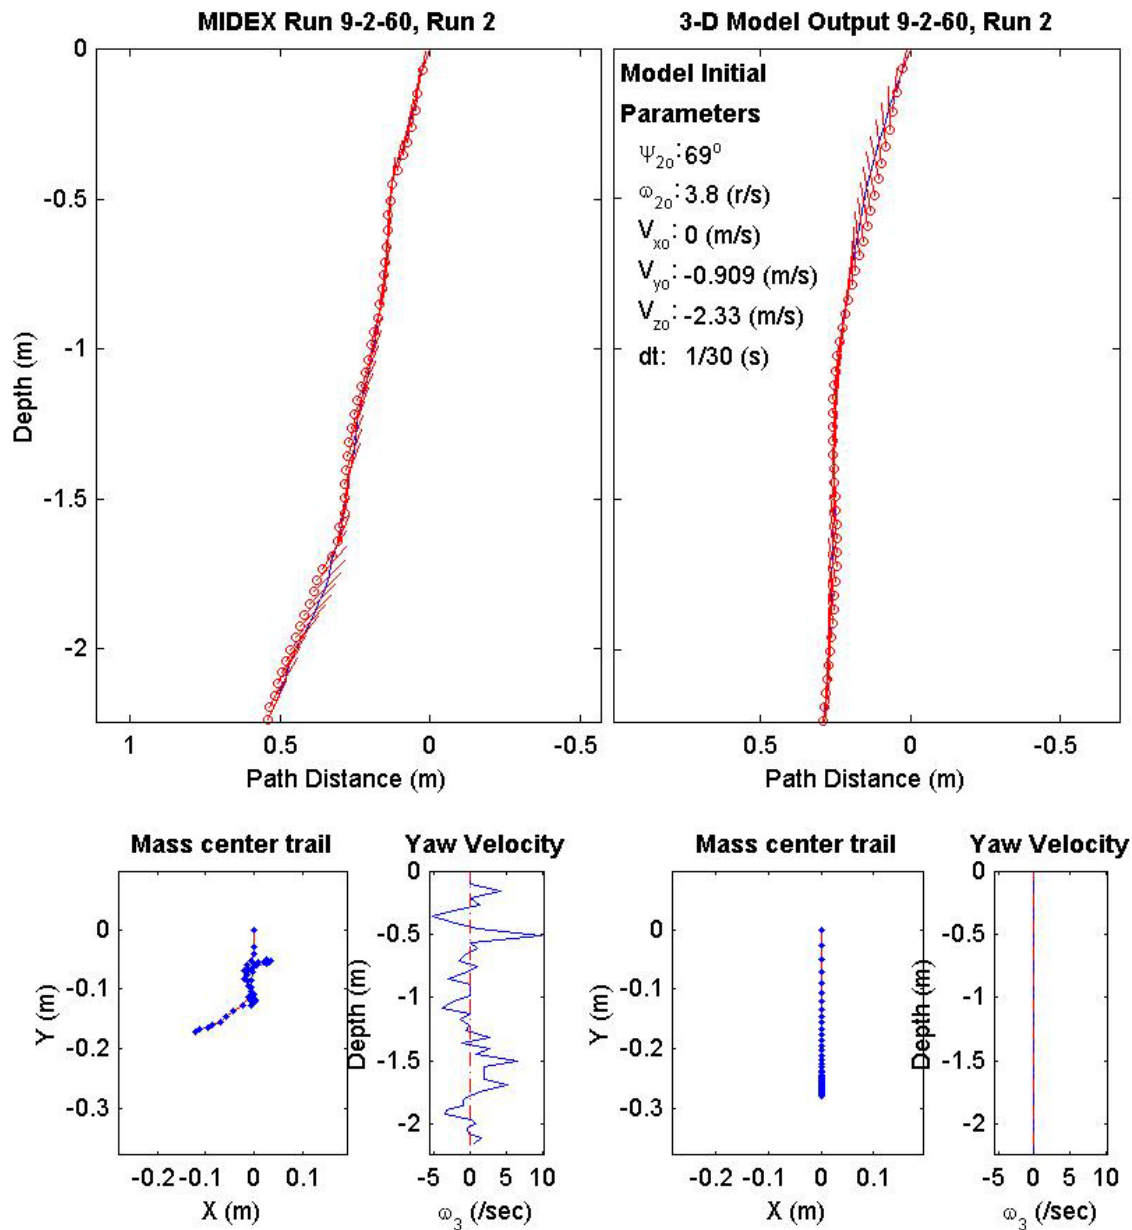 MIDEX Run 9-2-60, Run 2
3-D Model Output 9-2-60, Run 2
0
-0.5
-1
-1.5
-2
Depth (m)
1 0.5 0 -0.5
Path Distance (m)
Model Initial
Parameters
Ψ2o: 69o
ω2o: 3.8 (r/s)
Vxo: 0 (m/s)
Vyo: -0.909 (m/s)
Vzo: -2.33 (m/s)
dt: 1/30 (s)
0.5 0 -0.5
Path Distance (m)
Mass center trail
0
-0.1
-0.2
-0.3
Y (m)
-0.2 -0.1 0 0.1
X (m)
Yaw Velocity
0
-0.5
-1
-1.5
-2
Depth (m)
-5 0 5 10
ω3 (/sec)
Mass center trail
0
-0.1
-0.2
-0.3
Y (m)
-0.2 -0.1 0 0.1
X (m)
Yaw Velocity
0
-0.5
-1
-1.5
-2
Depth (m)
-5 0 5 10
ω3 (/sec)